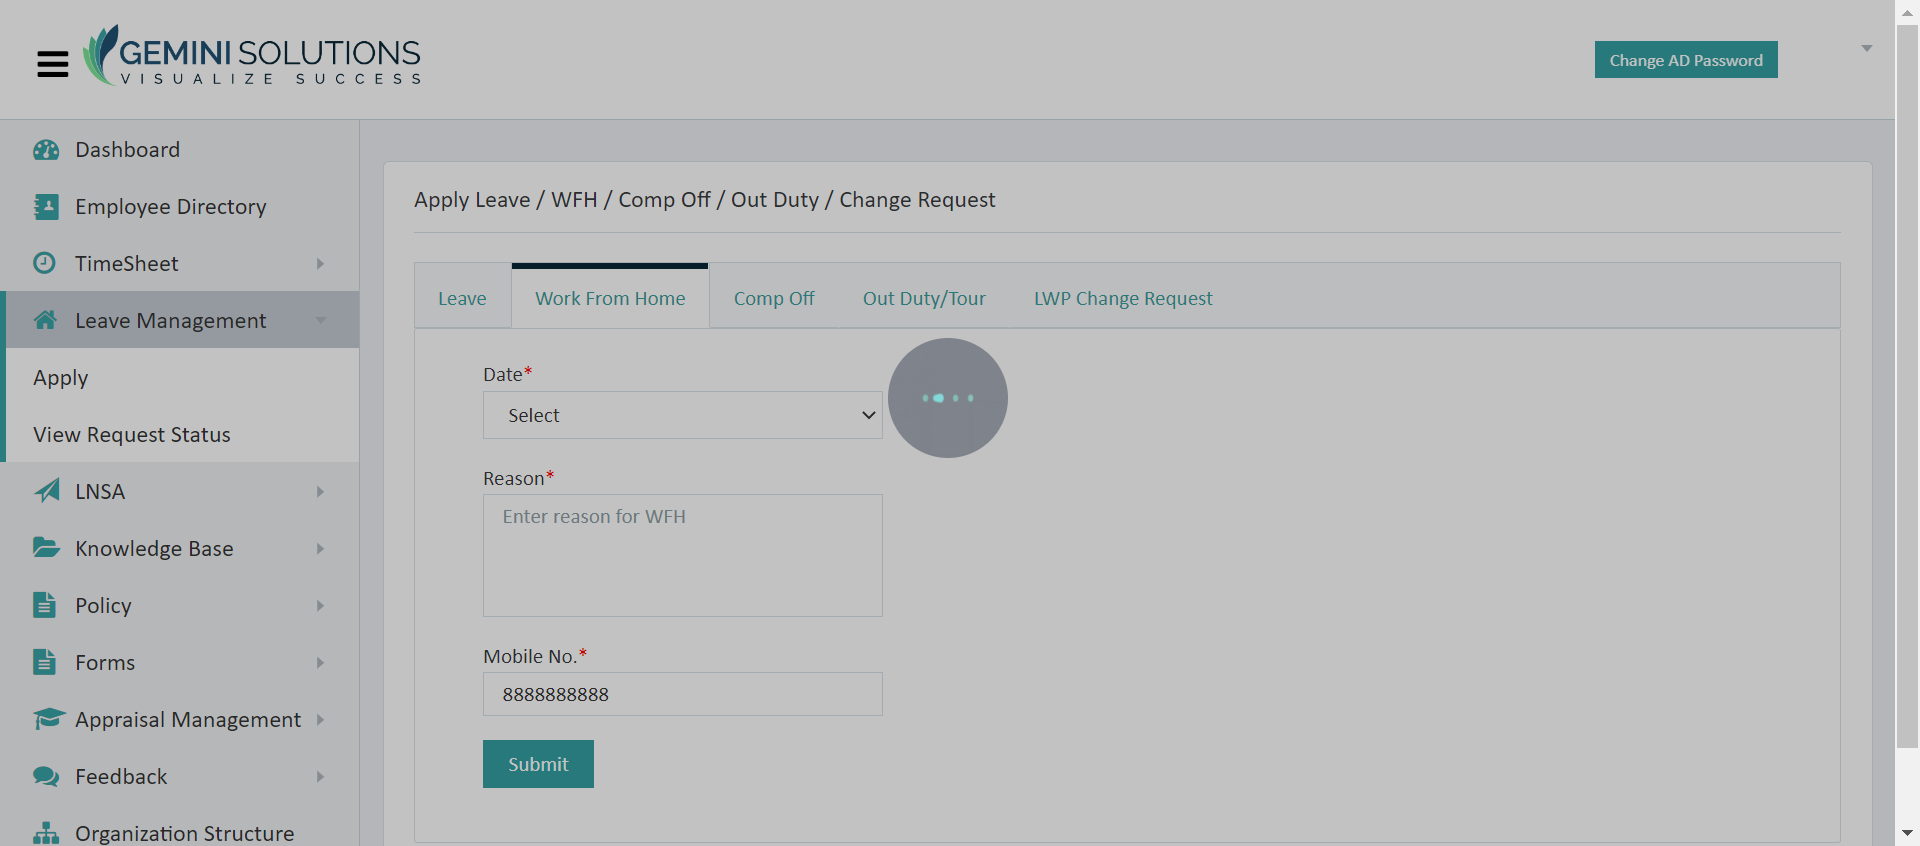 GEMINI SOLUTIONS
VISUALIZE SUCCESS
Change AD Password
Dashboard
Employee Directory
TimeSheet
Leave Management
Apply
View Request Status
LNSA
Knowledge Base
Policy
Forms
Appraisal Management
Feedback
Organization Structure
Apply Leave / WFH / Comp Off / Out Duty / Change Request
Leave Work From Home Comp Off Out Duty/Tour LWP Change Request
Date*
Select
Reason*
Enter reason for WFH
Mobile No.*
8888888888
Submit